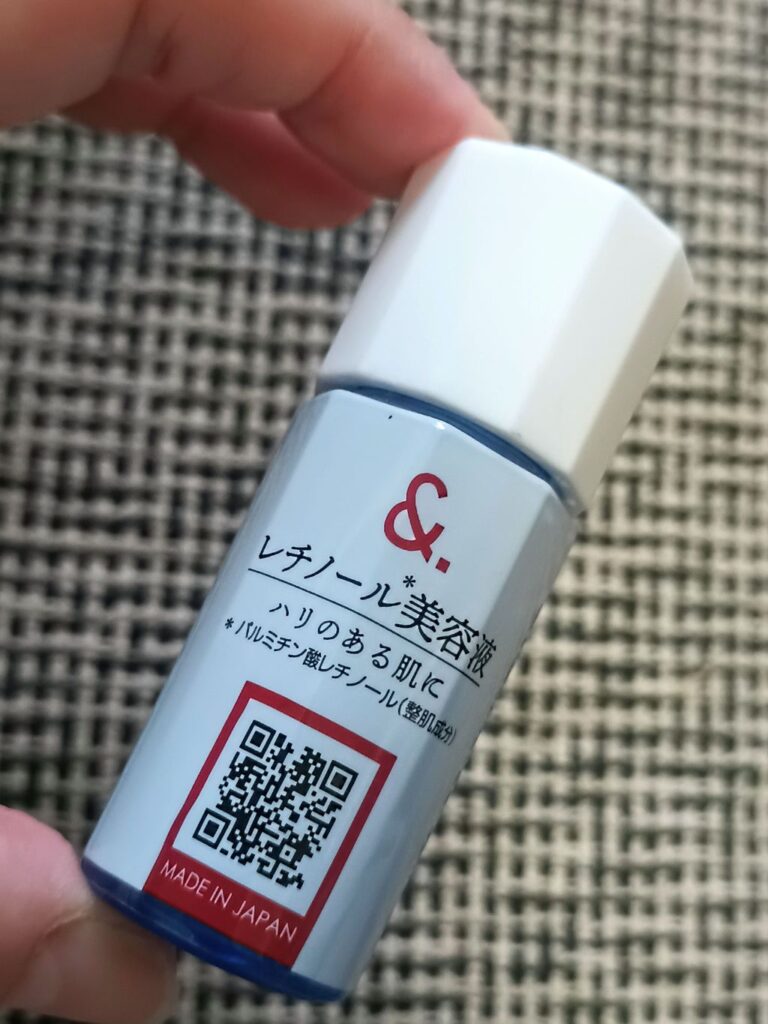 &.
レチノール*美容液
ハリのある肌に
*パルミチン酸レチノール(整肌成分)
MADE IN JAPAN